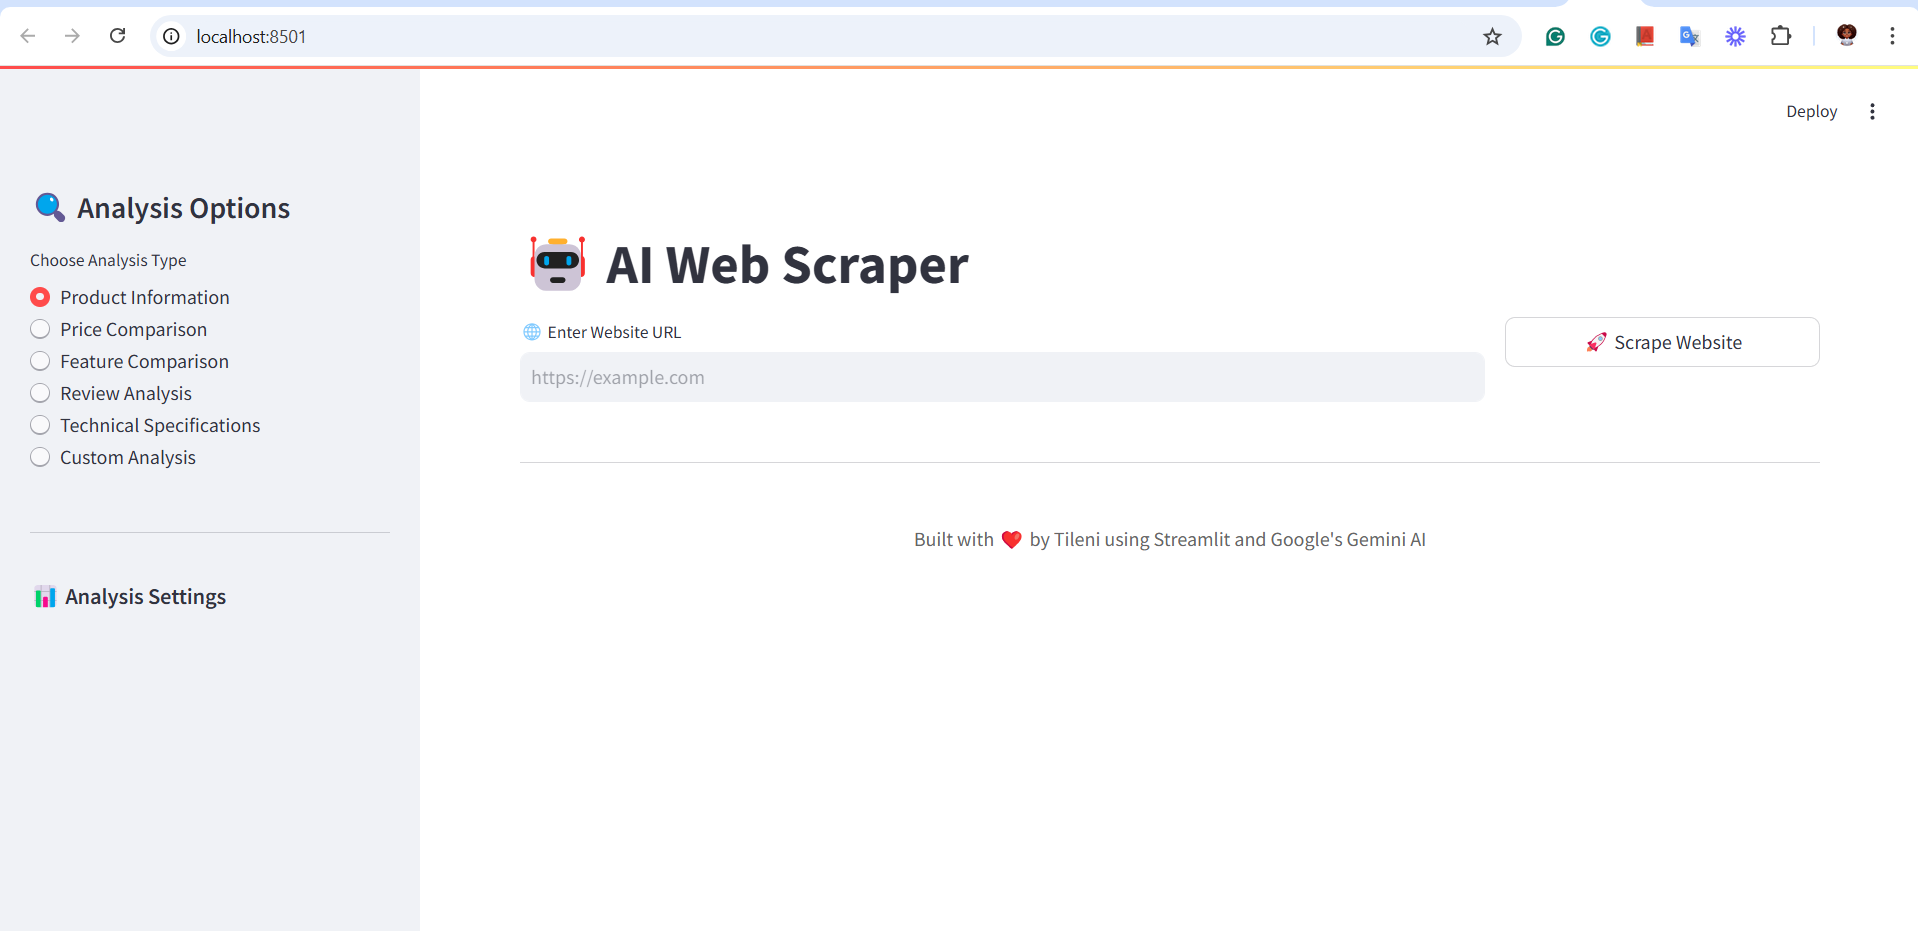 localhost:8501
Deploy
🔍 Analysis Options
Choose Analysis Type
Product Information
Price Comparison
Feature Comparison
Review Analysis
Technical Specifications
Custom Analysis
📊 Analysis Settings
🤖 AI Web Scraper
🌐 Enter Website URL
https://example.com
🚀 Scrape Website
Built with ❤️ by Tileni using Streamlit and Google's Gemini AI